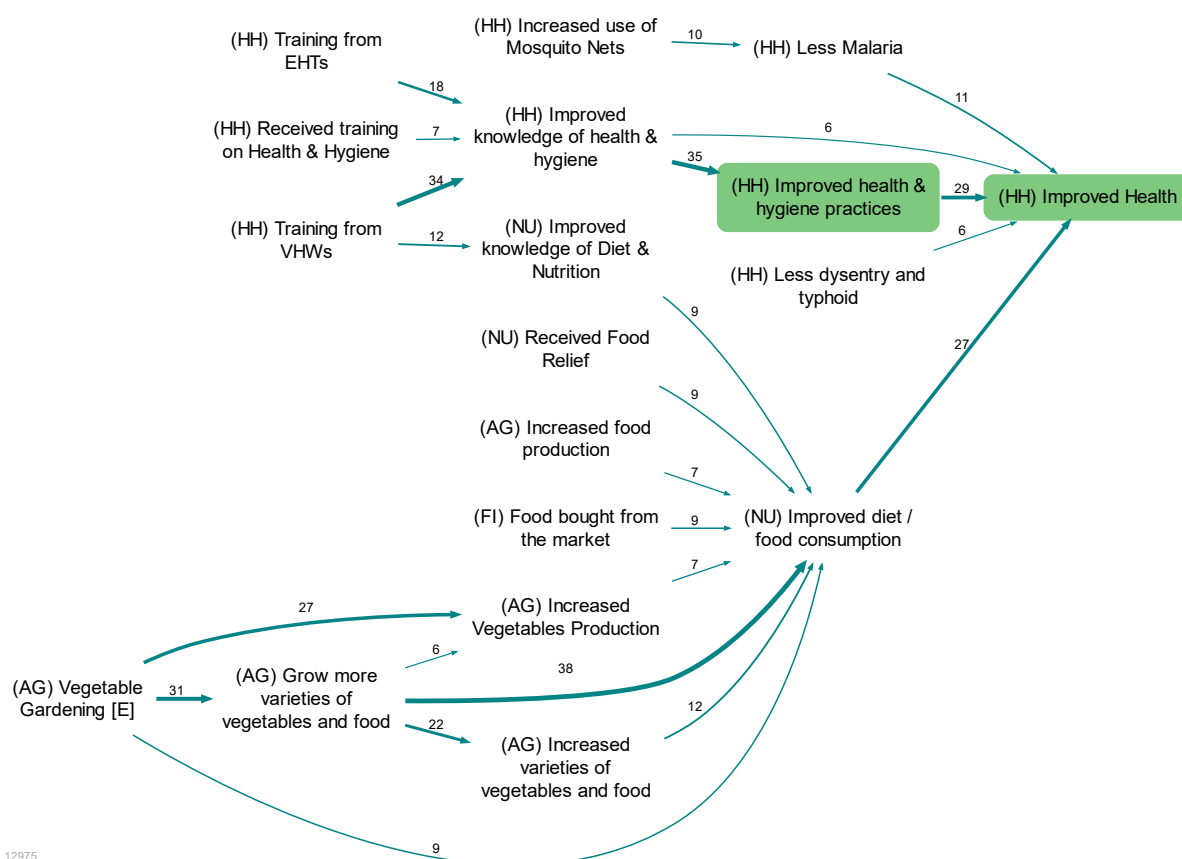 (HH) Training from
EHTs
(HH) Increased use of
Mosquito Nets
10
(HH) Less Malaria
18
11
(HH) Received training
on Health & Hygiene
7
(HH) Improved
knowledge of health &
hygiene
6
35
34
(HH) Improved health &
hygiene practices
29
(HH) Improved Health
(HH) Training from
VHWs
12
(NU) Improved
knowledge of Diet &
Nutrition
6
(HH) Less dysentry and
typhoid
9
(NU) Received Food
Relief
27
9
(AG) Increased food
production
7
(FI) Food bought from
the market
9
(NU) Improved diet /
food consumption
7
27
(AG) Increased
Vegetables Production
6
(AG) Vegetable
Gardening [E]
31
(AG) Grow more
varieties of
vegetables and food
38
22
12
(AG) Increased
varieties of
vegetables and food
9
12975